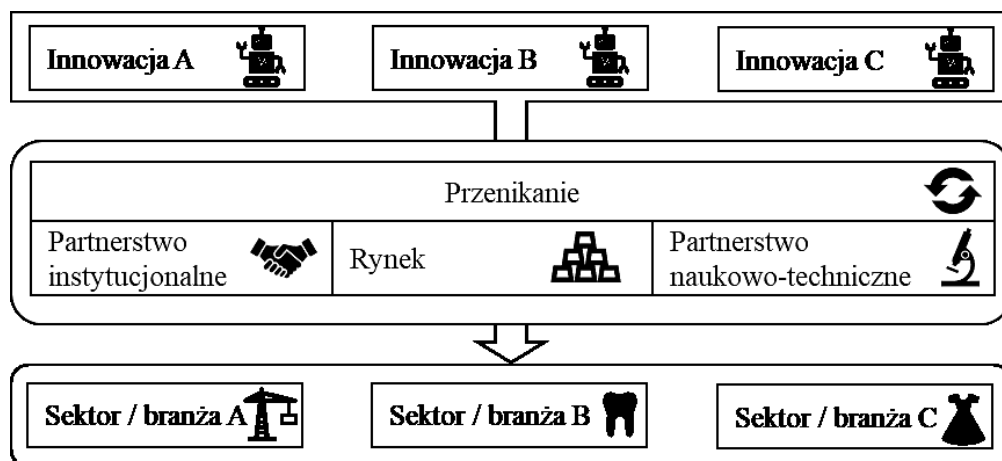 Innowacja A
Innowacja B
Innowacja C
Przenikanie
Partnerstwo
instytucjonalne
Rynek
Partnerstwo
naukowo-techniczne
Sektor / branża A
Sektor / branża B
Sektor / branża C